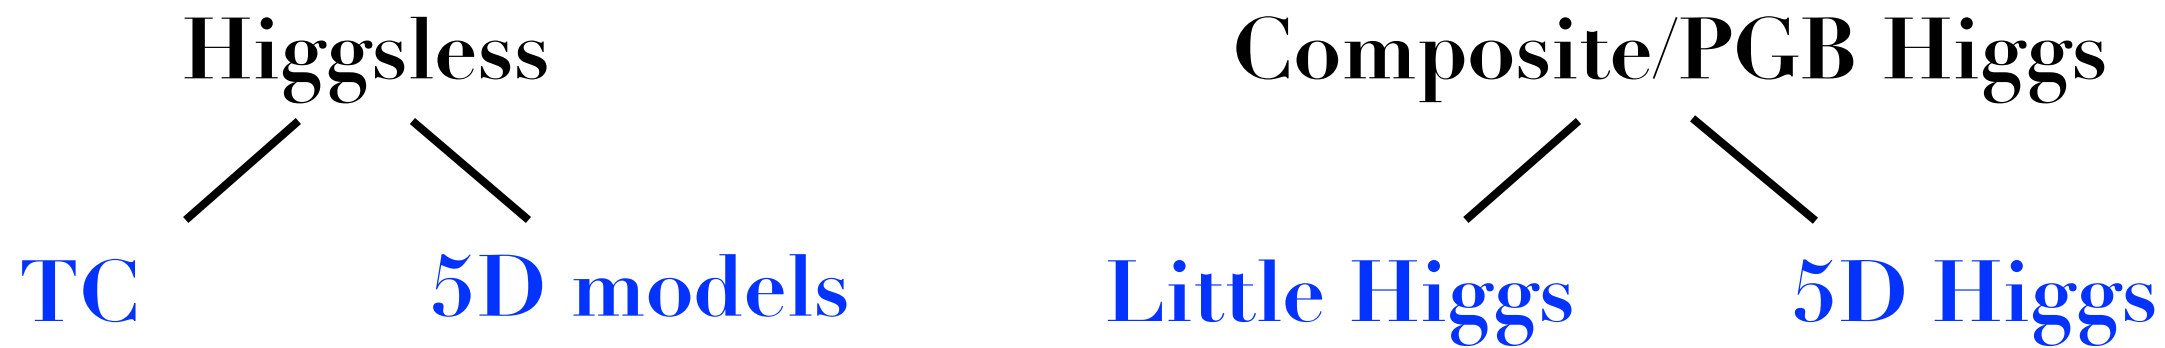 Higgsless
Composite/PGB Higgs
TC
5D models
Little Higgs
5D Higgs